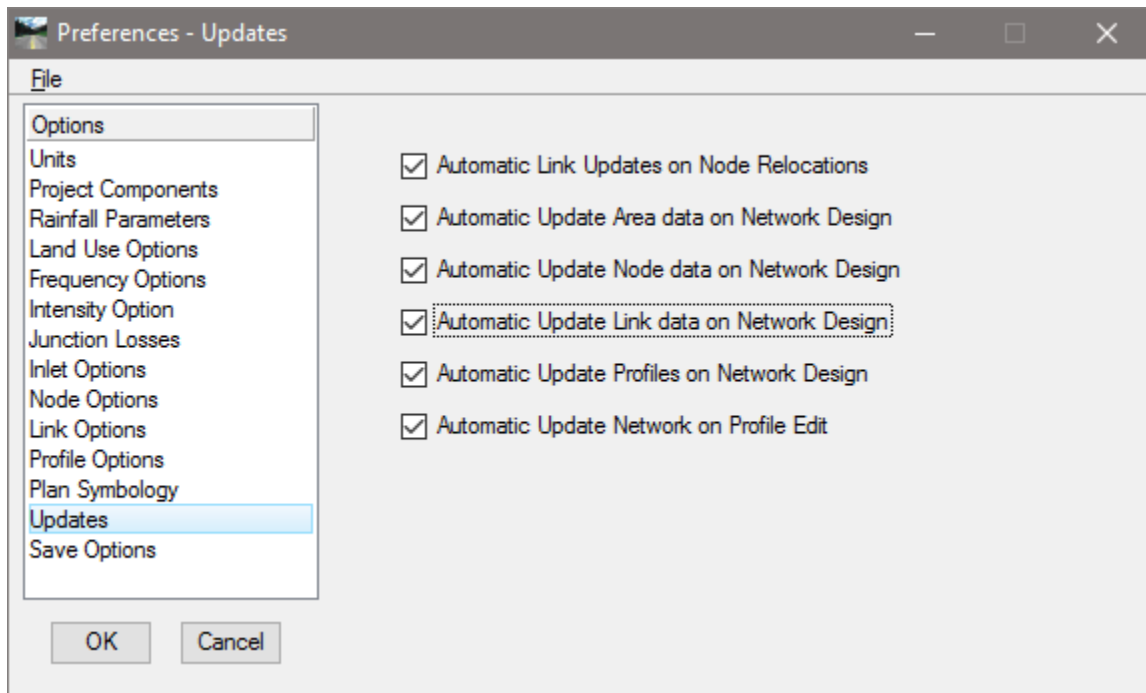 Preferences - Updates
File
Options
Units
Project Components
Rainfall Parameters
Land Use Options
Frequency Options
Intensity Option
Junction Losses
Inlet Options
Node Options
Link Options
Profile Options
Plan Symbology
Updates
Save Options
Automatic Link Updates on Node Relocations
Automatic Update Area data on Network Design
Automatic Update Node data on Network Design
Automatic Update Link data on Network Design
Automatic Update Profiles on Network Design
Automatic Update Network on Profile Edit
OK Cancel